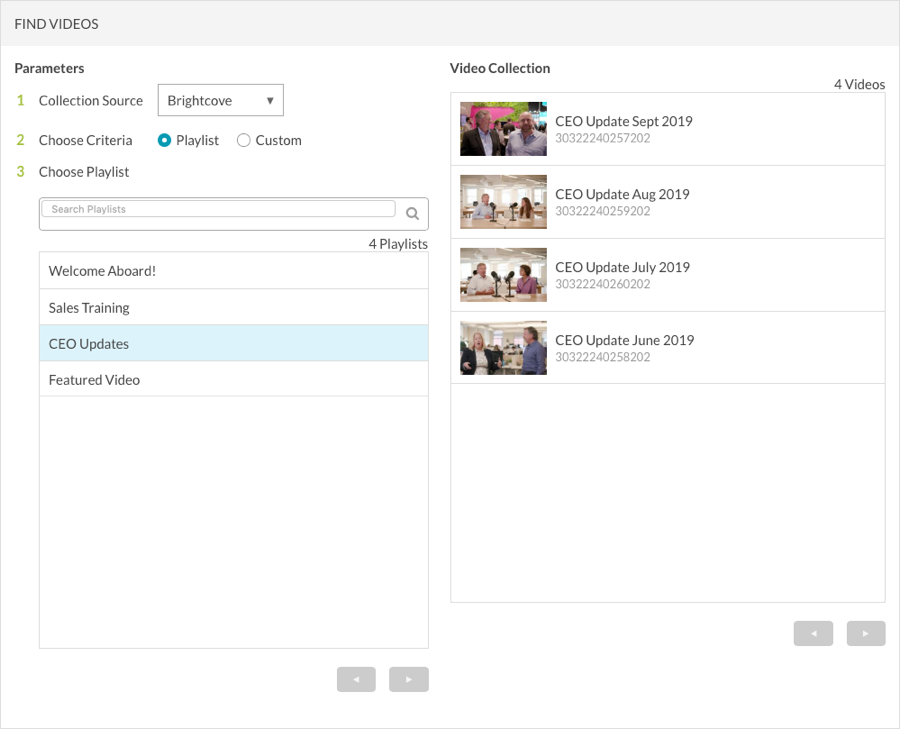 FIND VIDEOS
Parameters
1 Collection Source Brightcove
2 Choose Criteria Playlist Custom
3 Choose Playlist
Search Playlists
4 Playlists
Welcome Aboard!
Sales Training
CEO Updates
Featured Video
Video Collection
4 Videos
CEO Update Sept 2019
30322240257202
CEO Update Aug 2019
30322240259202
CEO Update July 2019
30322240260202
CEO Update June 2019
30322240258202